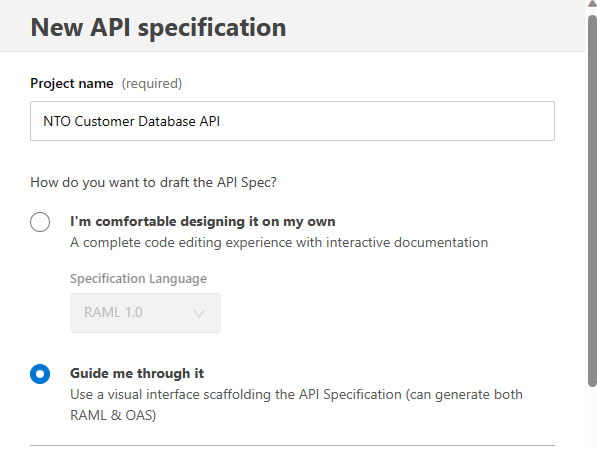 New API specification
Project name (required)
NTO Customer Database API
How do you want to draft the API Spec?
I'm comfortable designing it on my own
A complete code editing experience with interactive documentation
Specification Language
RAML 1.0
Guide me through it
Use a visual interface scaffolding the API Specification (can generate both
RAML & OAS)